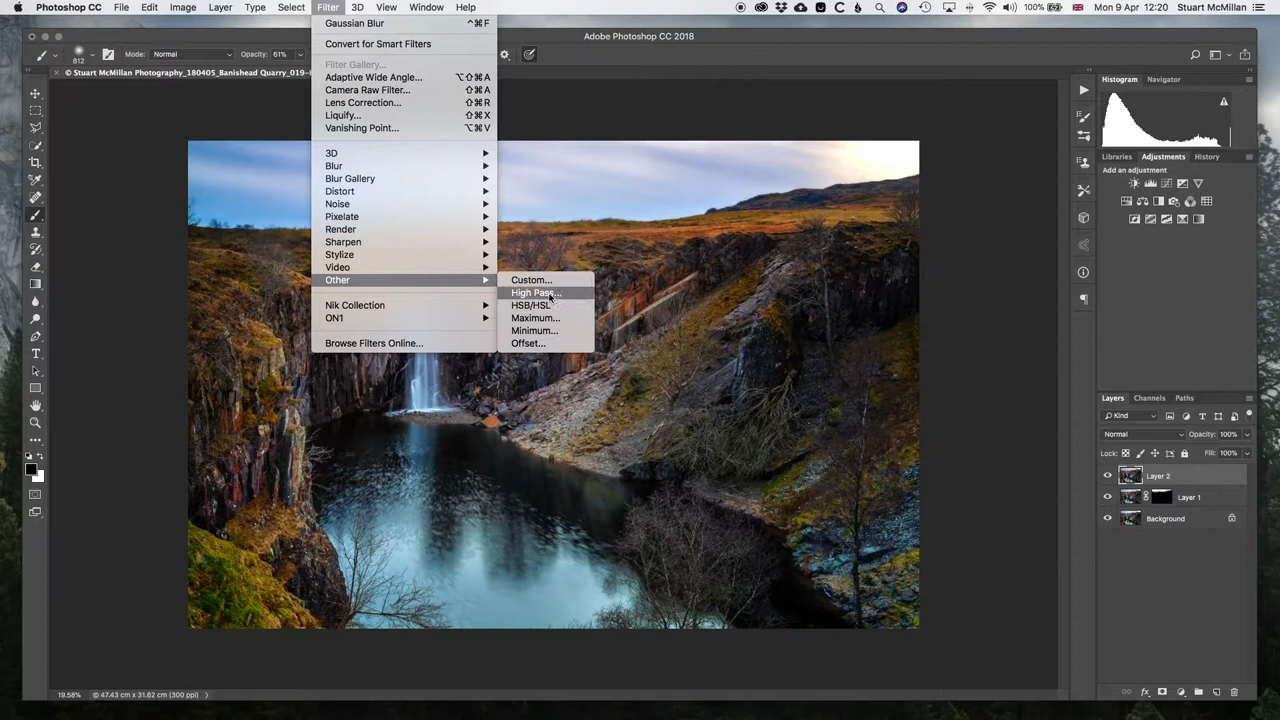 Photoshop CC File Edit Image Layer Type Select Filter 3D View Window Help 100% Mon 9 Apr 12:20 Stuart McMillan
Adobe Photoshop CC 2018
812 Mode: Normal Opacity: 61%
© Stuart McMillan Photography_180405_Banishead Quarry_019-
Gaussian Blur ^⌘F
Convert for Smart Filters
Filter Gallery...
Adaptive Wide Angle... ⌥⇧⌘A
Camera Raw Filter... ⇧⌘A
Lens Correction... ⇧⌘R
Liquify... ⇧⌘X
Vanishing Point... ⌥⌘V
3D
Blur
Blur Gallery
Distort
Noise
Pixelate
Render
Sharpen
Stylize
Video
Other
Nik Collection
ON1
Browse Filters Online...
Custom...
High Pass...
HSB/HSL
Maximum...
Minimum...
Offset...
Histogram Navigator
Libraries Adjustments History
Add an adjustment
Layers Channels Paths
Kind
Normal Opacity: 100%
Lock: Fill: 100%
Layer 2
Layer 1
Background
19.58% 47.43 cm x 31.62 cm (300 ppi)